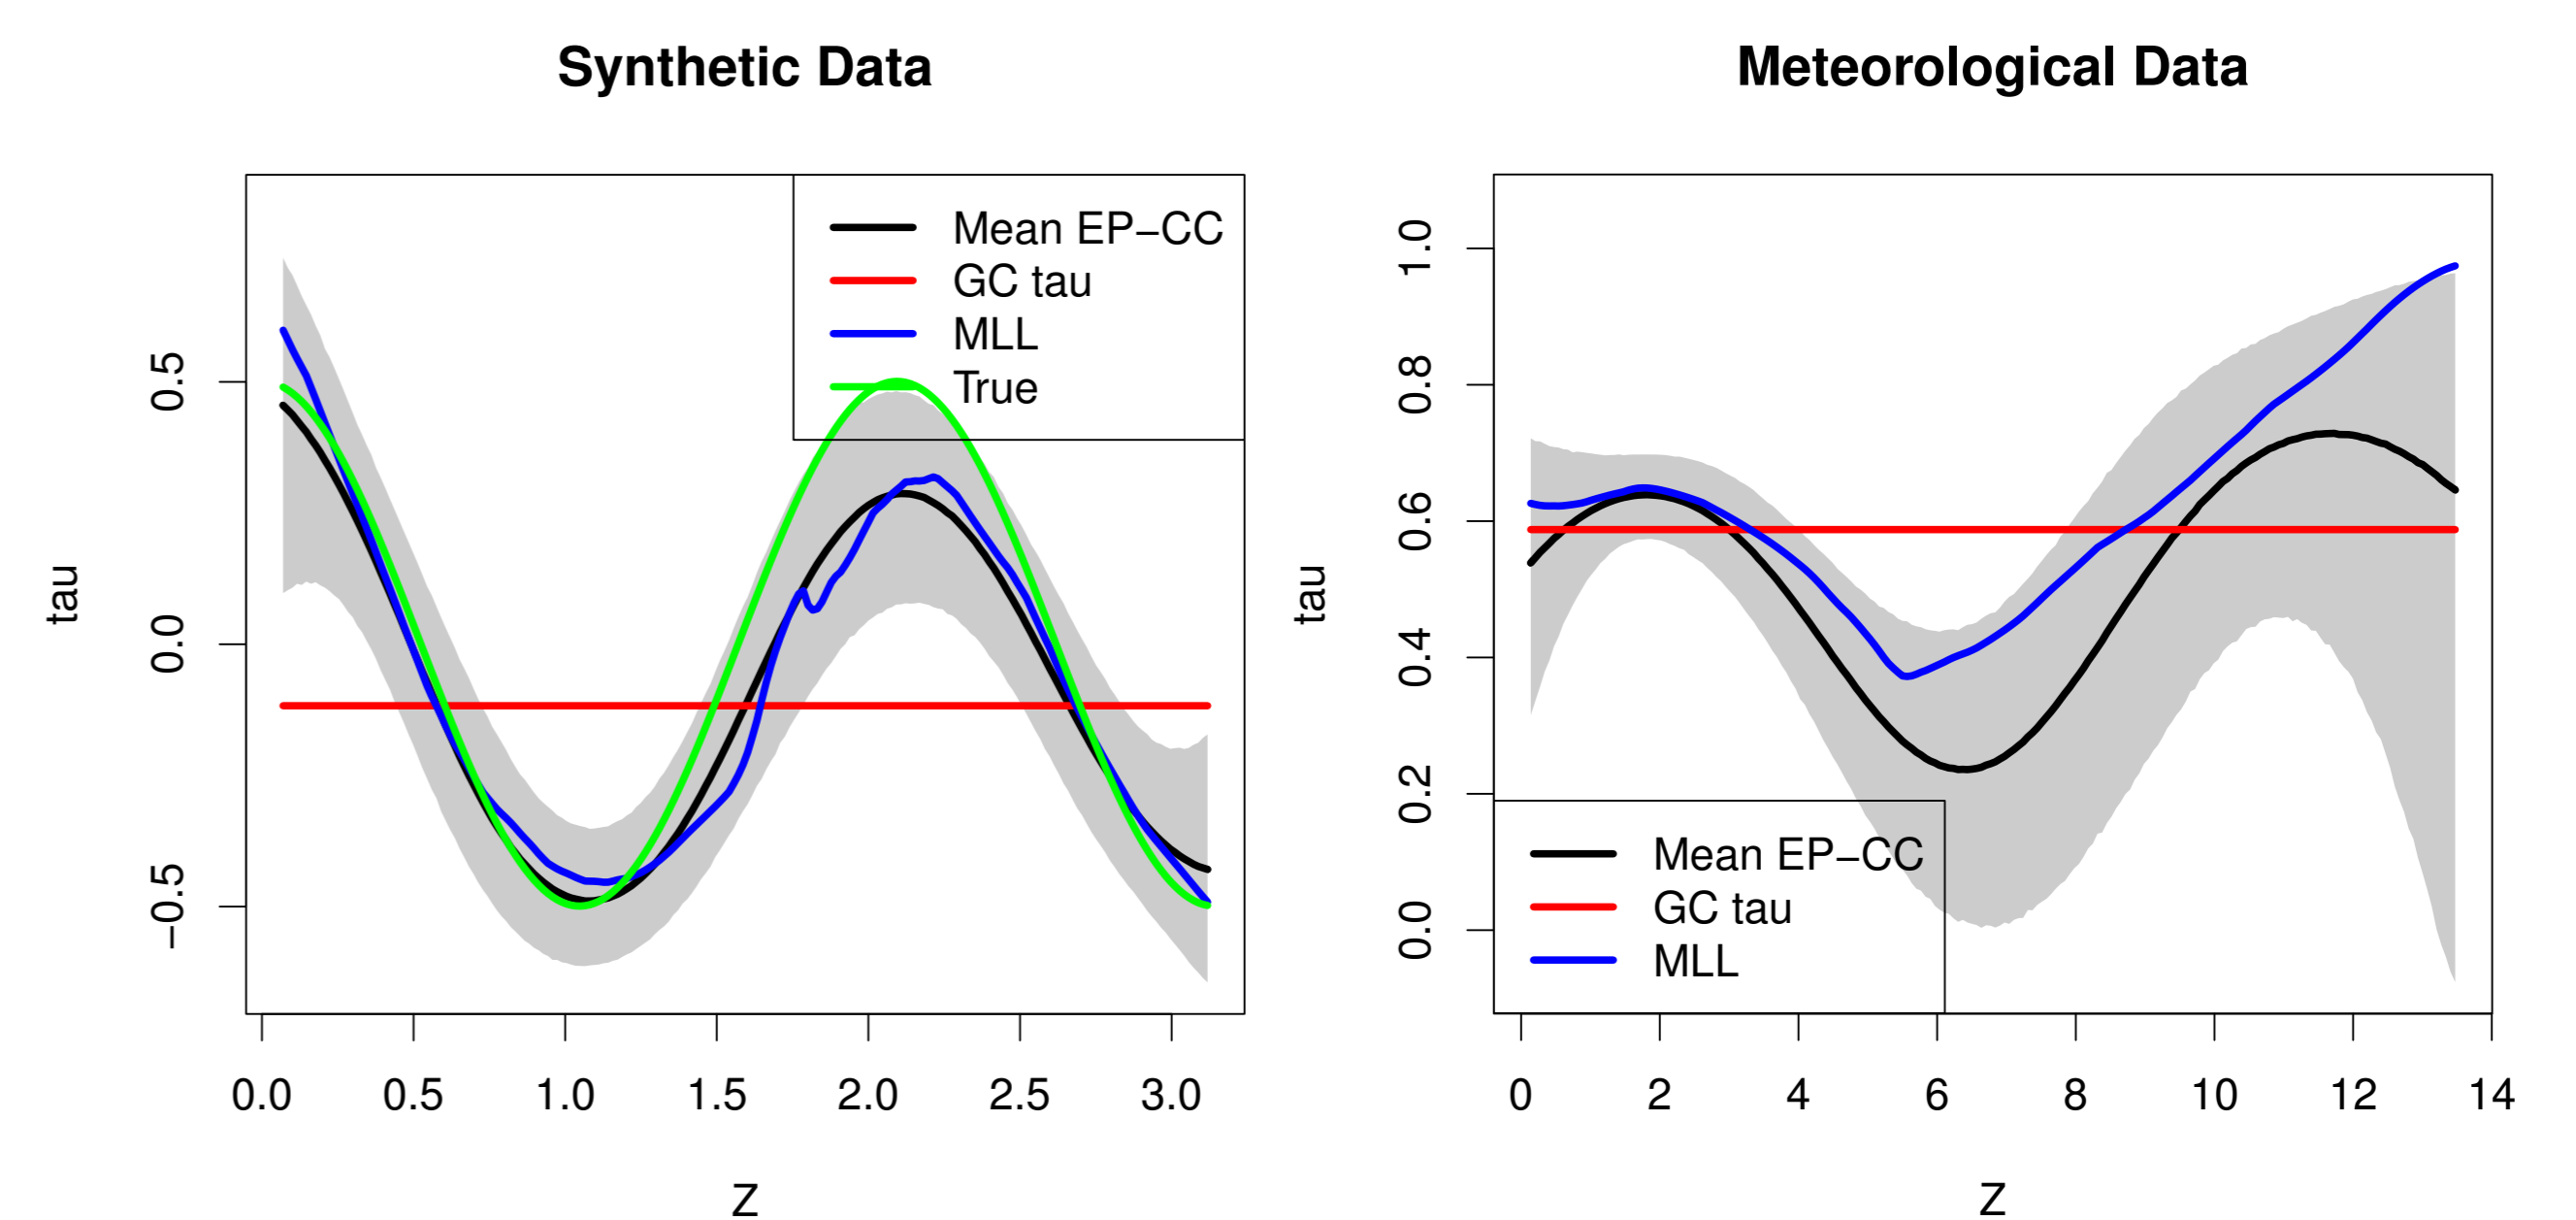 Synthetic Data
Mean EP−CC
GC tau
MLL
True
tau
0.5
0.0
−0.5
0.0 0.5 1.0 1.5 2.0 2.5 3.0
Z
Meteorological Data
tau
1.0
0.8
0.6
0.4
0.2
0.0
Mean EP−CC
GC tau
MLL
0 2 4 6 8 10 12 14
Z